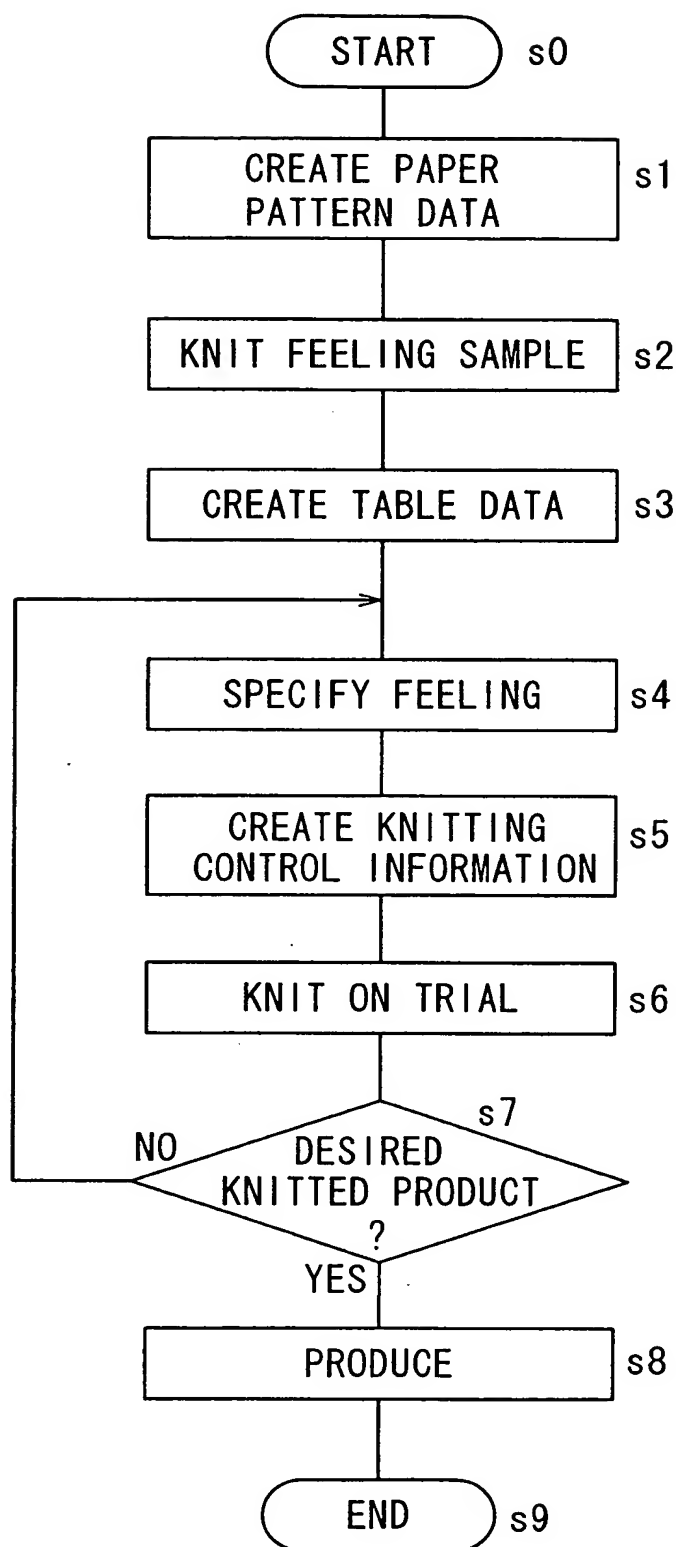 START s0
CREATE PAPER s1
PATTERN DATA
KNIT FEELING SAMPLE s2
CREATE TABLE DATA s3
SPECIFY FEELING s4
CREATE KNITTING s5
CONTROL INFORMATION
KNIT ON TRIAL s6
s7
NO DESIRED
KNITTED PRODUCT
?
YES
PRODUCE s8
END s9